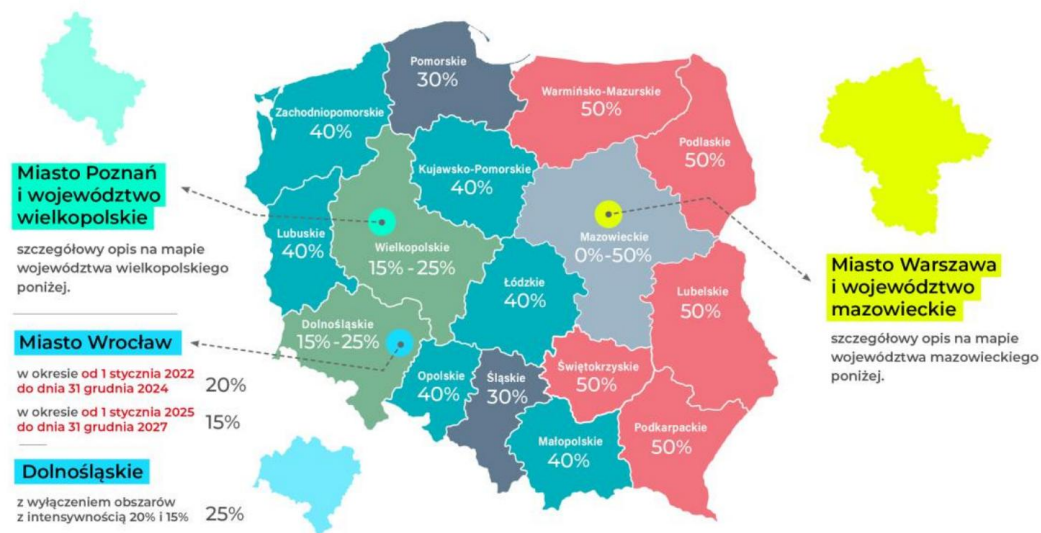 Miasto Poznań
i województwo
wielkopolskie
szczegółowy opis na mapie
województwa wielkopolskiego
poniżej.
Miasto Wrocław
w okresie od 1 stycznia 2022
do dnia 31 grudnia 2024
20%
w okresie od 1 stycznia 2025
do dnia 31 grudnia 2027
15%
Dolnośląskie
z wyłączeniem obszarów
z intensywnością 20% i 15%
25%
Pomorskie
30%
Warmińsko-Mazurskie
50%
Zachodniopomorskie
40%
Podlaskie
50%
Kujawsko-Pomorskie
40%
Lubuskie
40%
Wielkopolskie
15% - 25%
Mazowieckie
0%-50%
Łódzkie
40%
Lubelskie
50%
Dolnośląskie
15% -25%
Opolskie
40%
Śląskie
30%
Świętokrzyskie
50%
Małopolskie
40%
Podkarpackie
50%
Miasto Warszawa
i województwo
mazowieckie
szczegółowy opis na mapie
województwa mazowieckiego
poniżej.